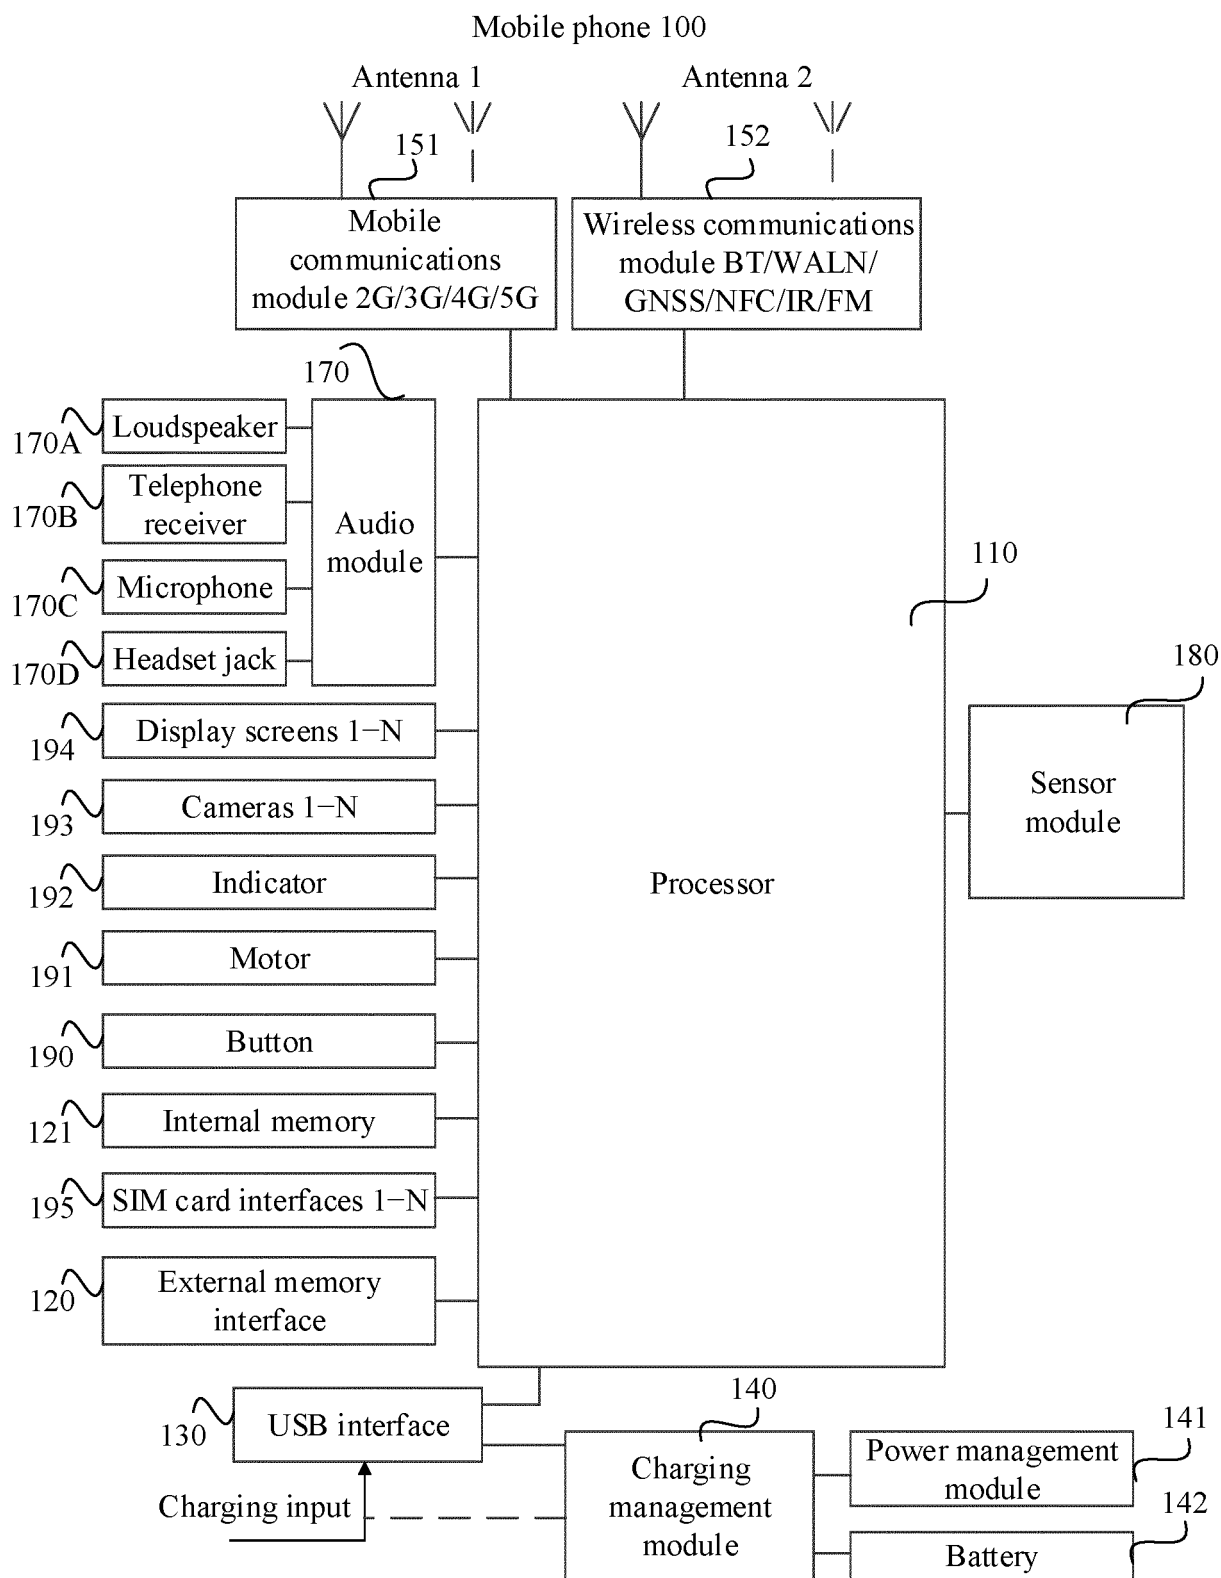 Mobile phone 100
Antenna 1
Antenna 2
151
152
Mobile
communications
module 2G/3G/4G/5G
Wireless communications
module BT/WALN/
GNSS/NFC/IR/FM
170
170A
Loudspeaker
170B
Telephone
receiver
170C
Microphone
170D
Headset jack
Audio
module
194
Display screens 1−N
193
Cameras 1−N
192
Indicator
191
Motor
190
Button
121
Internal memory
195
SIM card interfaces 1−N
120
External memory
interface
Processor
110
180
Sensor
module
130
USB interface
Charging input
140
Charging
management
module
141
Power management
module
142
Battery